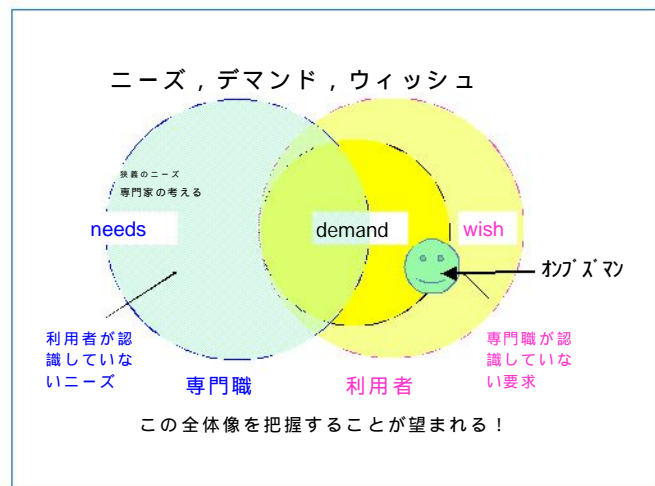 ニーズ，デマンド，ウィッシュ
狭義のニーズ
専門家の考える
needs
demand
wish
ｵﾝﾌﾞｽﾞﾏﾝ
利用者が認
識していな
いニーズ
専門職
利用者
専門職が認
識していな
い要求
この全体像を把握することが望まれる！